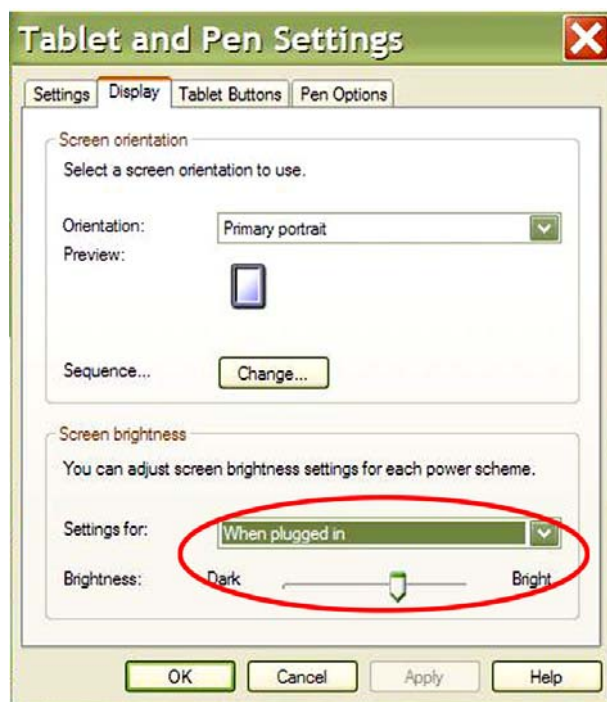 Tablet and Pen Settings
Settings Display Tablet Buttons Pen Options
Screen orientation
Select a screen orientation to use.
Orientation: Primary portrait
Preview:
Sequence... Change...
Screen brightness
You can adjust screen brightness settings for each power scheme.
Settings for: When plugged in
Brightness: Dark Bright
OK Cancel Apply Help